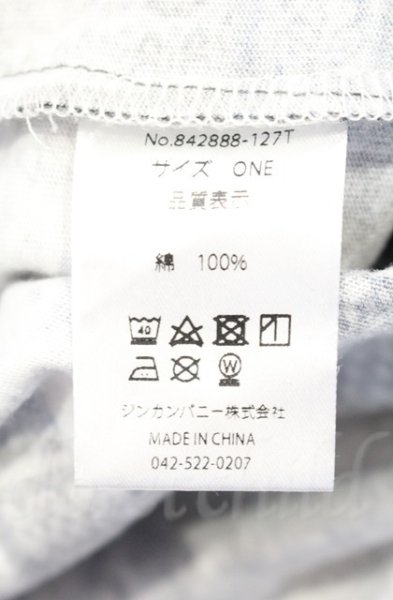 No.842888-127T
サイズ ONE
品質表示
綿 100%
40
W
ジンカンパニー株式会社
MADE IN CHINA
042-522-0207